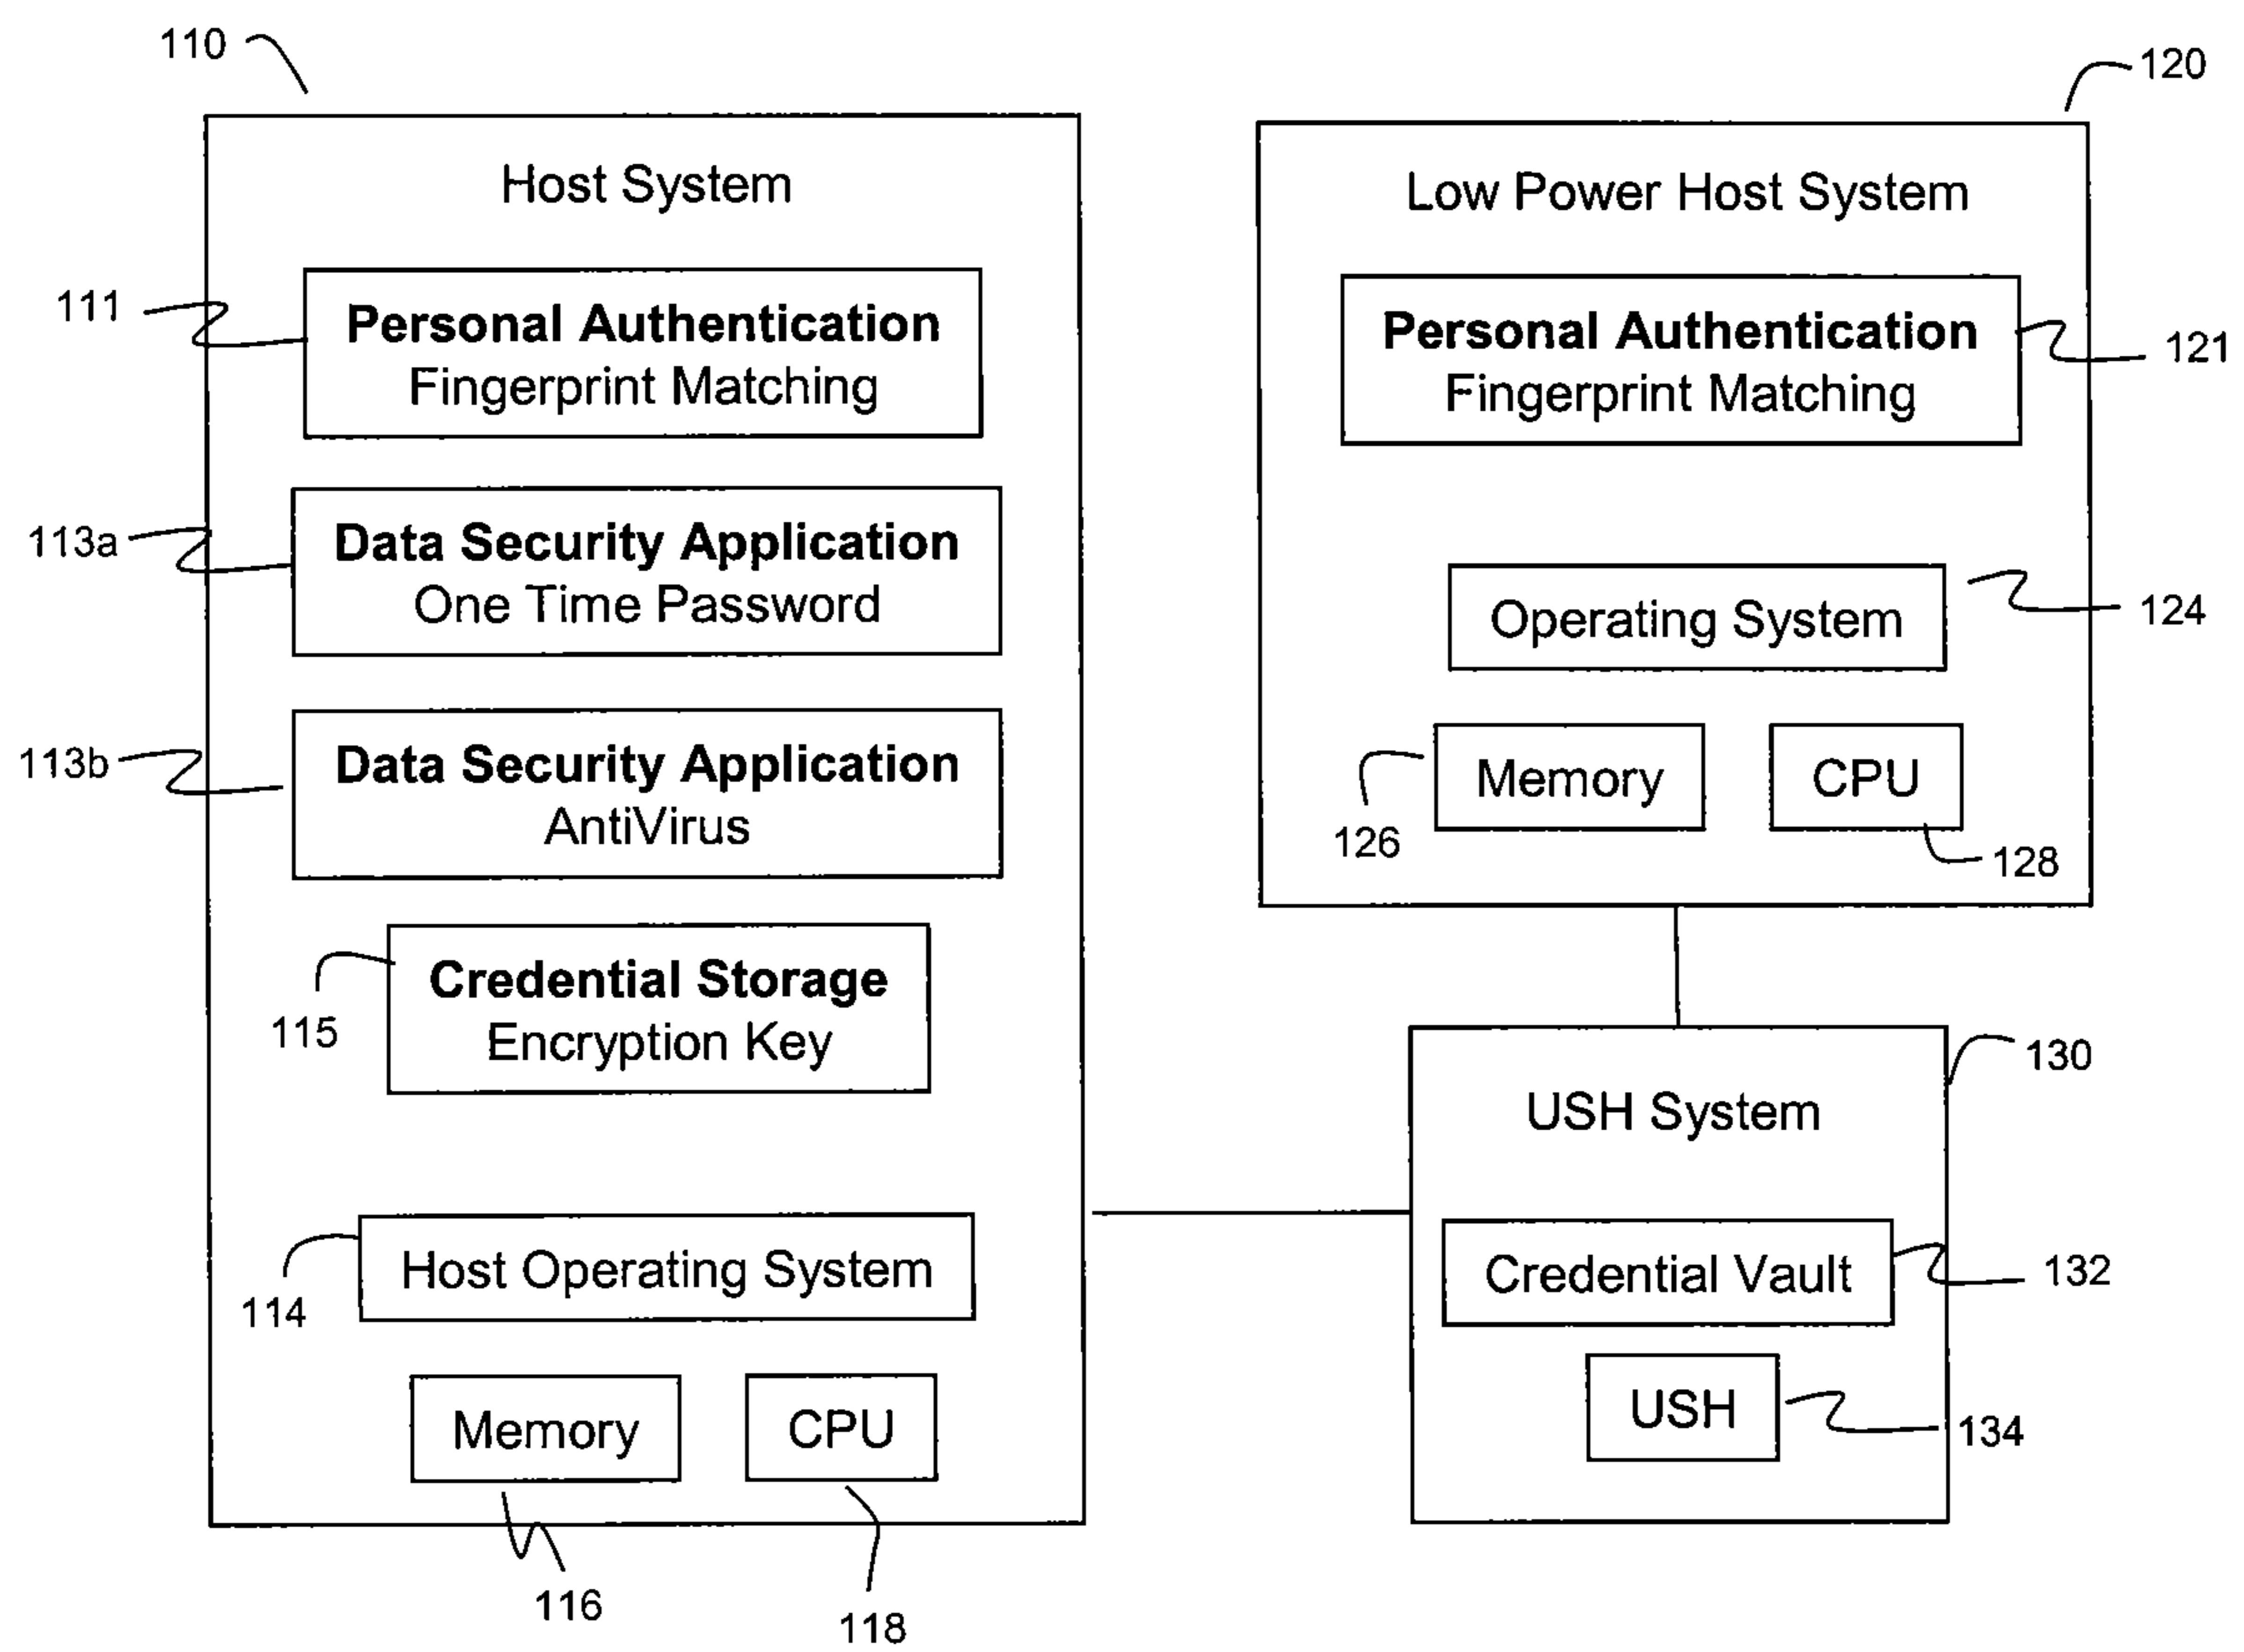 110
Host System
111
Personal Authentication
Fingerprint Matching
113a
Data Security Application
One Time Password
113b
Data Security Application
AntiVirus
115
Credential Storage
Encryption Key
114
Host Operating System
Memory
CPU
116
118
120
Low Power Host System
Personal Authentication
Fingerprint Matching
121
Operating System
124
Memory
CPU
126
128
130
USH System
Credential Vault
132
USH
134